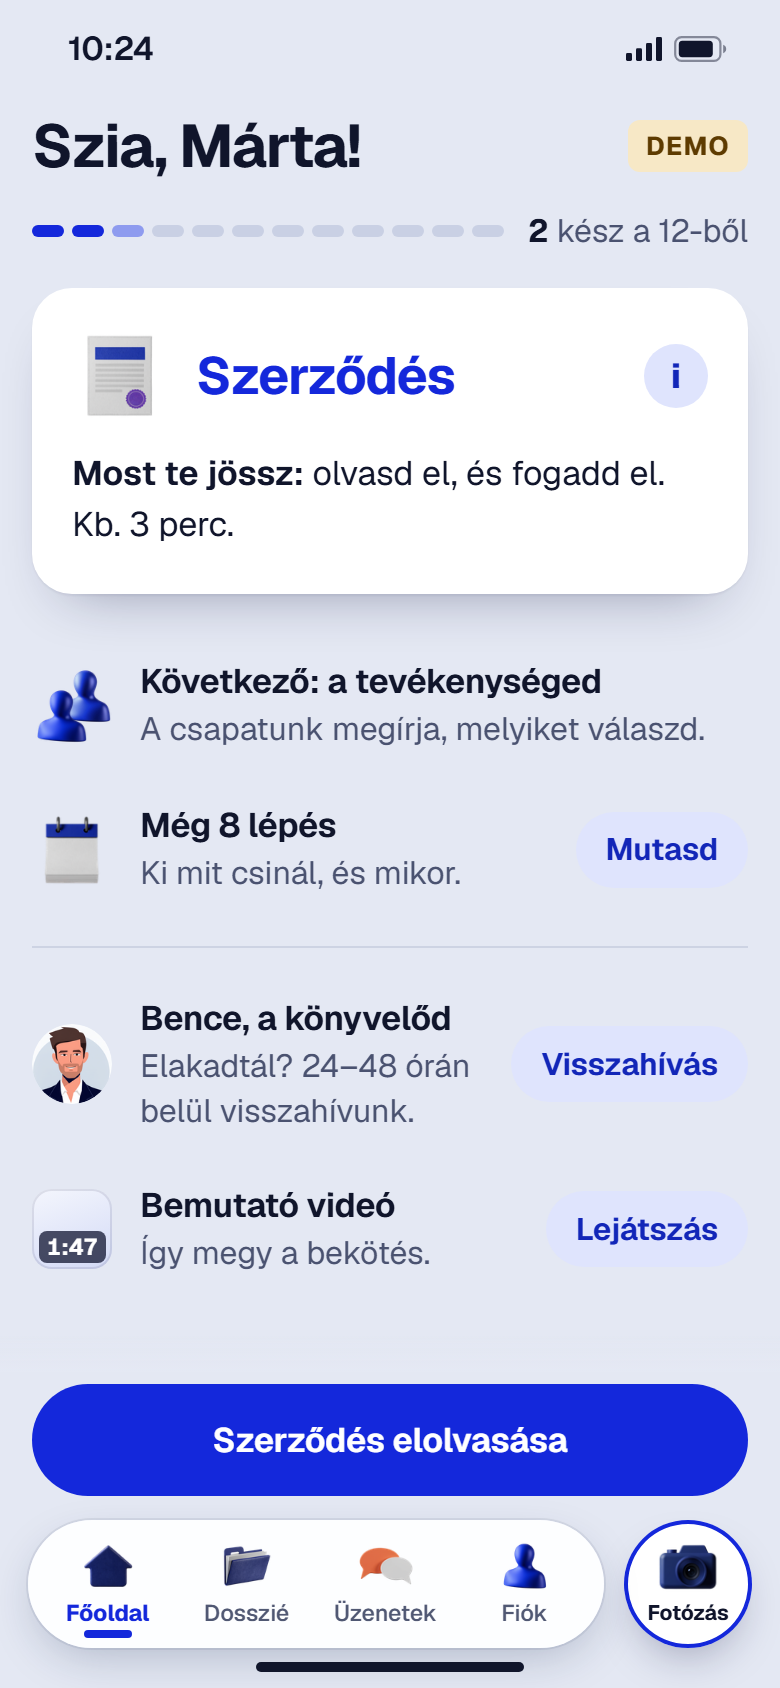 10:24
Szia, Márta!
DEMO
2 kész a 12-ből
Szerződés
i
Most te jössz: olvasd el, és fogadd el.
Kb. 3 perc.
Következő: a tevékenységed
A csapatunk megírja, melyiket válaszd.
Még 8 lépés
Ki mit csinál, és mikor.
Mutasd
Bence, a könyvelőd
Elakadtál? 24–48 órán
belül visszahívunk.
Visszahívás
Bemutató videó
1:47
Így megy a bekötés.
Lejátszás
Szerződés elolvasása
Főoldal
Dosszié
Üzenetek
Fiók
Fotózás